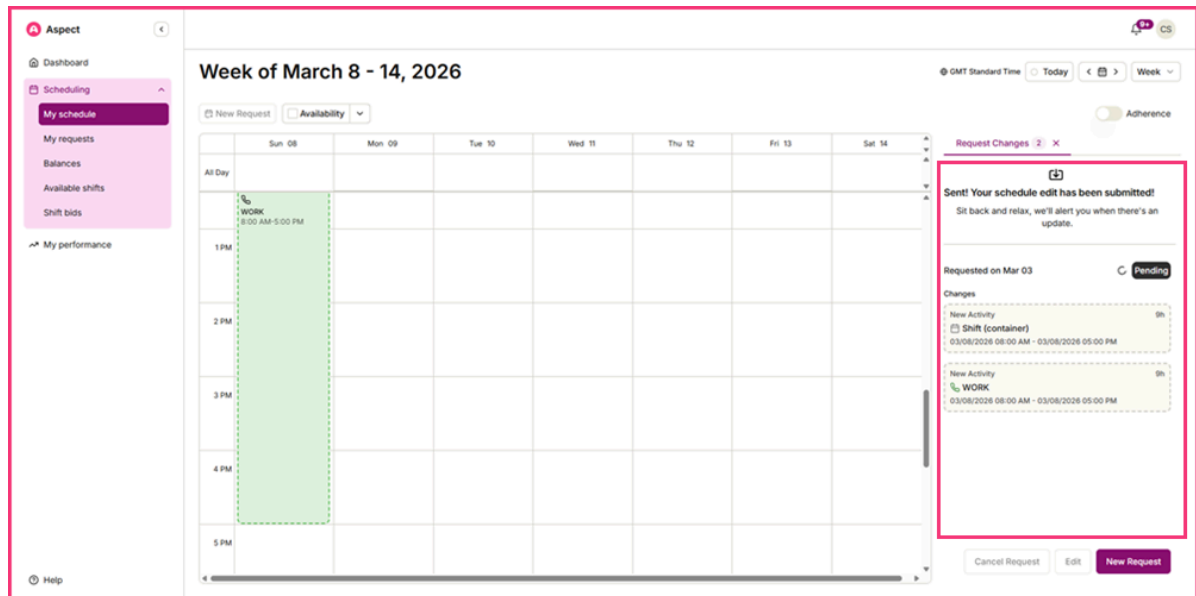 Aspect
9+
CS
Dashboard
Scheduling
My schedule
My requests
Balances
Available shifts
Shift bids
My performance
Help
Week of March 8 - 14, 2026
GMT Standard Time
Today
Week
New Request
Availability
Adherence
Sun 08
Mon 09
Tue 10
Wed 11
Thu 12
Fri 13
Sat 14
All Day
WORK
8:00 AM-5:00 PM
1 PM
2 PM
3 PM
4 PM
5 PM
Request Changes 2
Sent! Your schedule edit has been submitted!
Sit back and relax, we'll alert you when there's an
update.
Requested on Mar 03
Pending
Changes
New Activity 9h
Shift (container)
03/08/2026 08:00 AM - 03/08/2026 05:00 PM
New Activity 9h
WORK
03/08/2026 08:00 AM - 03/08/2026 05:00 PM
Cancel Request
Edit
New Request